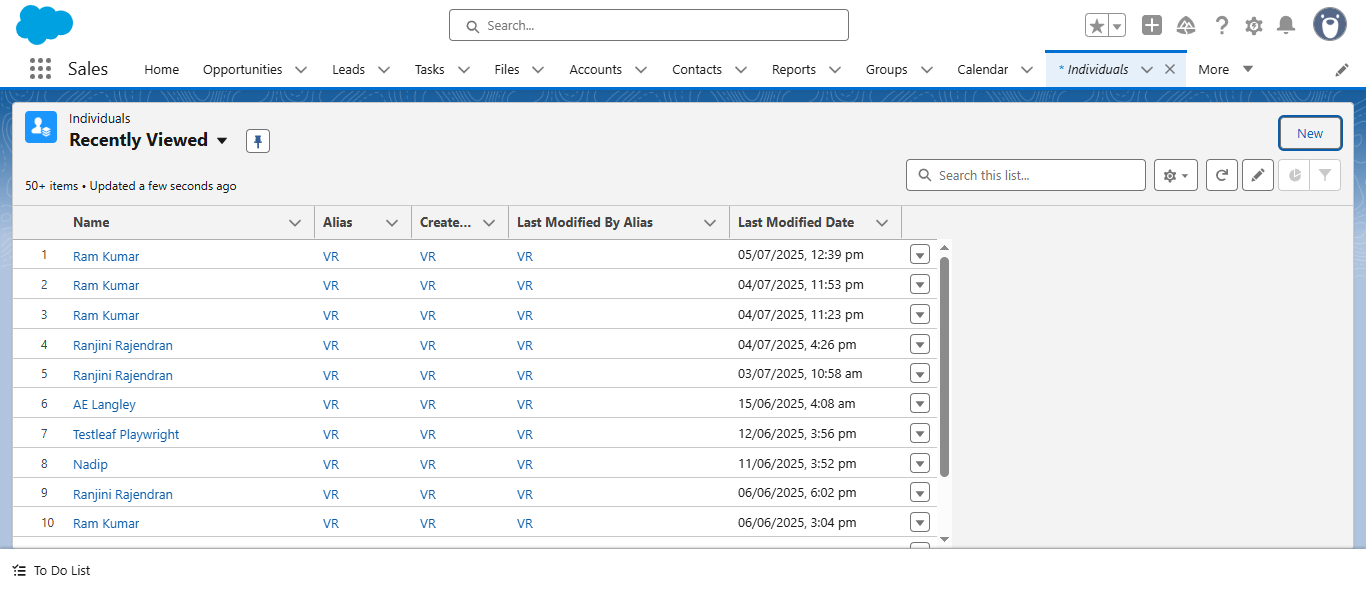 Search...
Sales Home Opportunities Leads Tasks Files Accounts Contacts Reports Groups Calendar * Individuals More
Individuals
Recently Viewed
New
50+ items • Updated a few seconds ago
Search this list...
Name Alias Create... Last Modified By Alias Last Modified Date
1 Ram Kumar VR VR VR 05/07/2025, 12:39 pm
2 Ram Kumar VR VR VR 04/07/2025, 11:53 pm
3 Ram Kumar VR VR VR 04/07/2025, 11:23 pm
4 Ranjini Rajendran VR VR VR 04/07/2025, 4:26 pm
5 Ranjini Rajendran VR VR VR 03/07/2025, 10:58 am
6 AE Langley VR VR VR 15/06/2025, 4:08 am
7 Testleaf Playwright VR VR VR 12/06/2025, 3:56 pm
8 Nadip VR VR VR 11/06/2025, 3:52 pm
9 Ranjini Rajendran VR VR VR 06/06/2025, 6:02 pm
10 Ram Kumar VR VR VR 06/06/2025, 3:04 pm
To Do List